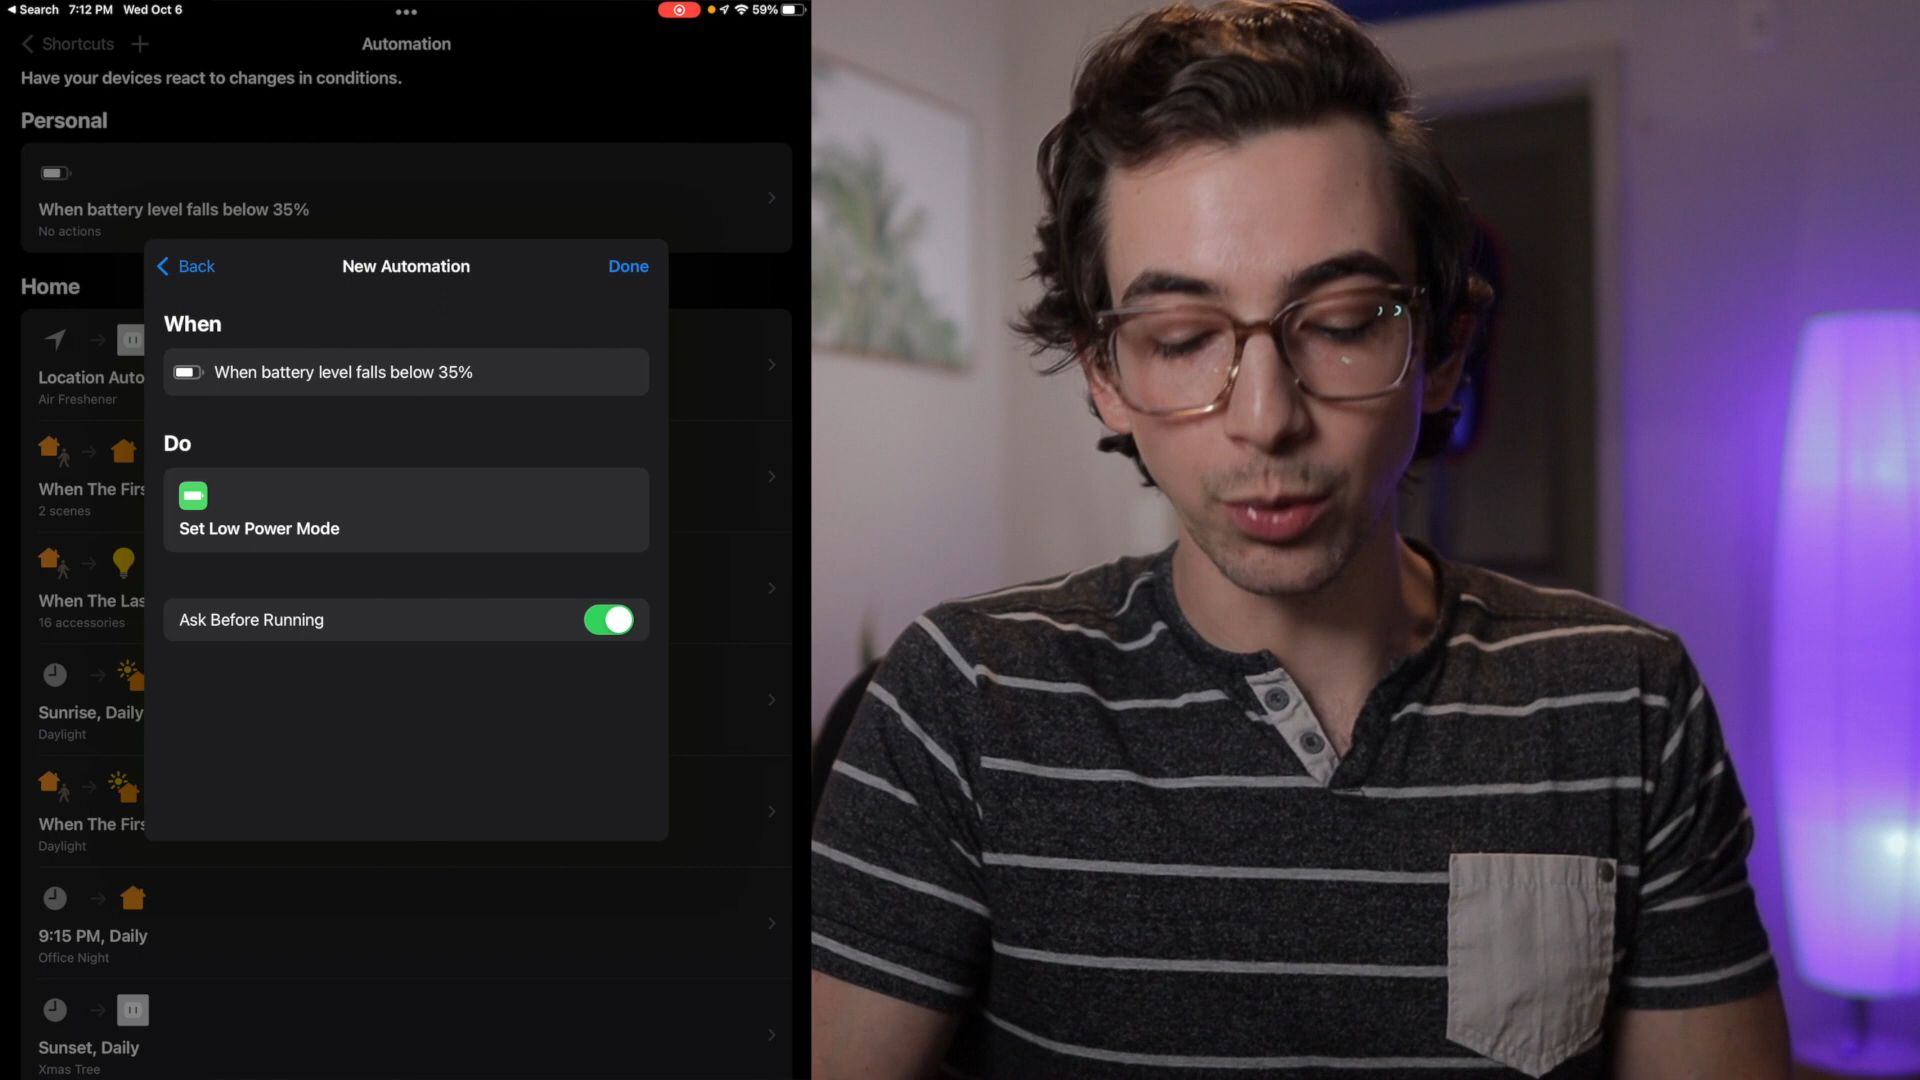 Search 7:12 PM Wed Oct 6 59%
Shortcuts + Automation
Have your devices react to changes in conditions.
Personal
When battery level falls below 35%
No actions
Back New Automation Done
When
When battery level falls below 35%
Do
Set Low Power Mode
Ask Before Running
Home
Location Auto
Air Freshener
When The Firs
2 scenes
When The Las
16 accessories
Sunrise, Daily
Daylight
When The Firs
Daylight
9:15 PM, Daily
Office Night
Sunset, Daily
Xmas Tree